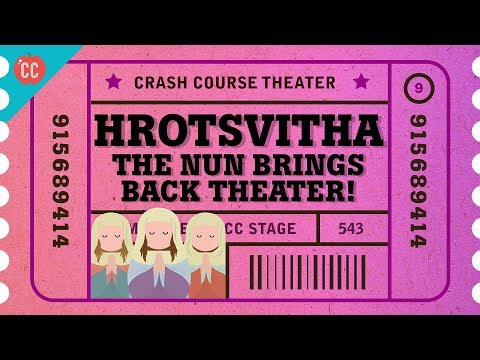 CC
CRASH COURSE THEATER
9
915689414
HROTSVITHA
THE NUN BRINGS
BACK THEATER!
CC STAGE
543
915689414